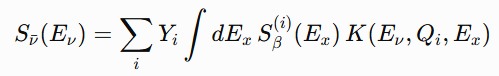 S_{\bar{\nu}}(E_\nu) = \sum_i Y_i \int dE_x \, S_\beta^{(i)}(E_x) \, K(E_\nu, Q_i, E_x)